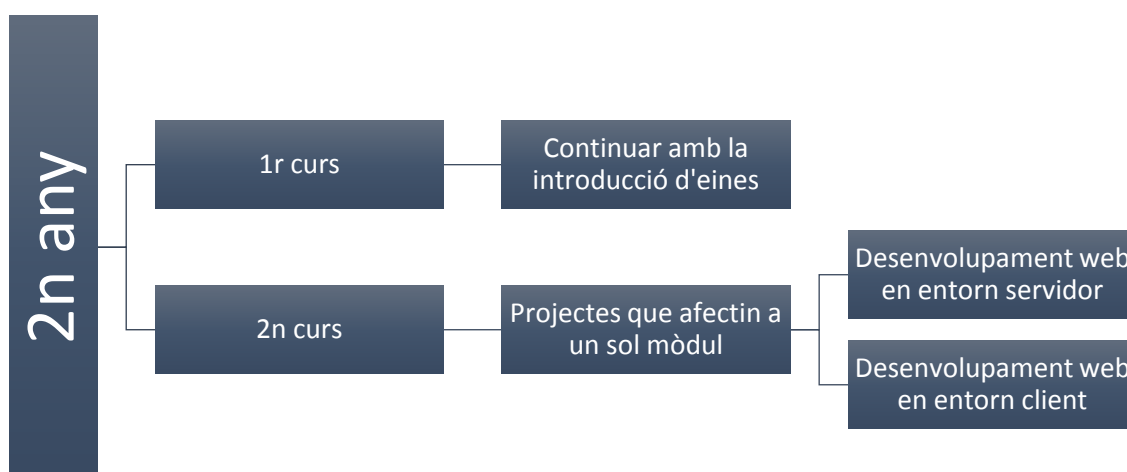 2n any
1r curs
Continuar amb la
introducció d'eines
2n curs
Projectes que afectin a
un sol mòdul
Desenvolupament web
en entorn servidor
Desenvolupament web
en entorn client